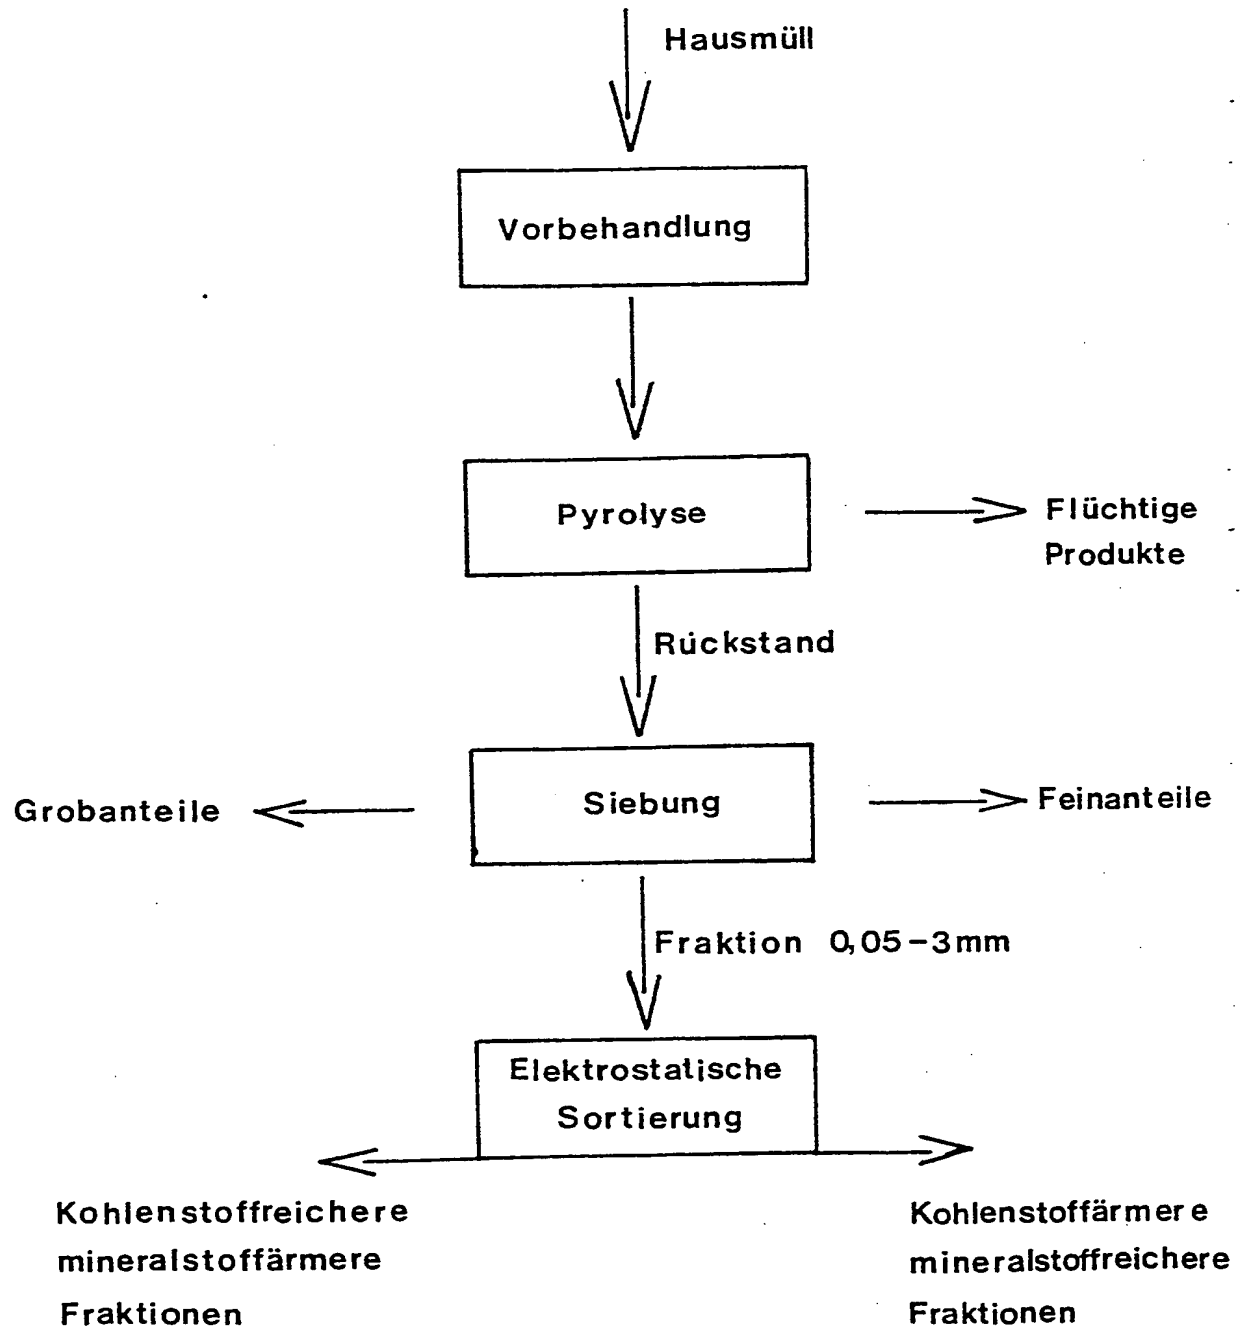 Hausmüll
Vorbehandlung
Pyrolyse
Flüchtige
Produkte
Rückstand
Grobanteile
Siebung
Feinanteile
Fraktion 0,05-3mm
Elektrostatische
Sortierung
Kohlenstoffreichere
mineralstoffärmere
Fraktionen
Kohlenstoffärmere
mineralstoffreichere
Fraktionen